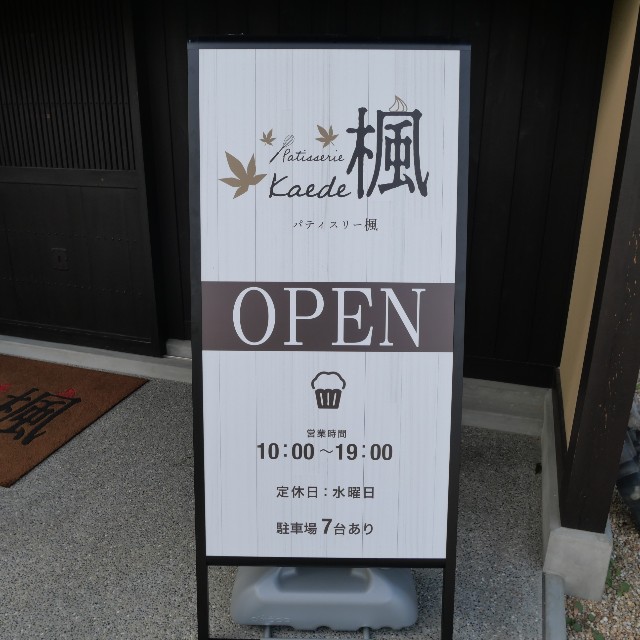 Patisserie
Kaede 楓
パティスリー楓
OPEN
営業時間
10:00～19:00
定休日：水曜日
駐車場 7台あり
楓